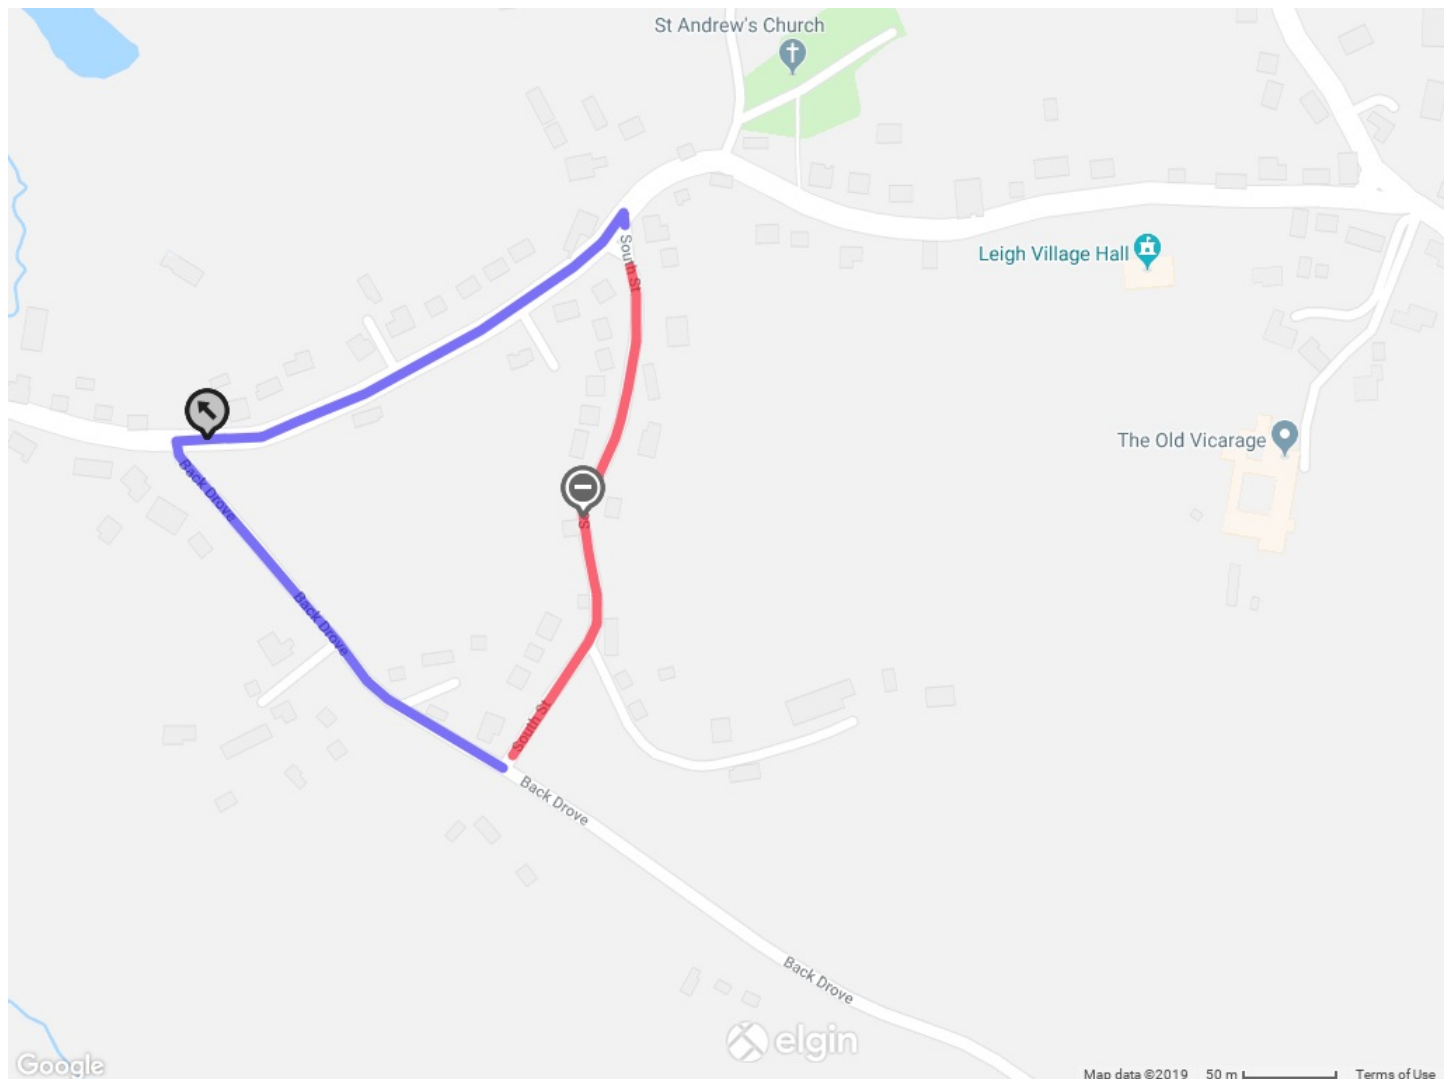 St Andrew's Church
South St
Leigh Village Hall
The Old Vicarage
Back Drove
St
Back Drove
South St
Back Drove
Back Drove
elgin
Google
Map data ©2019 50 m Terms of Use